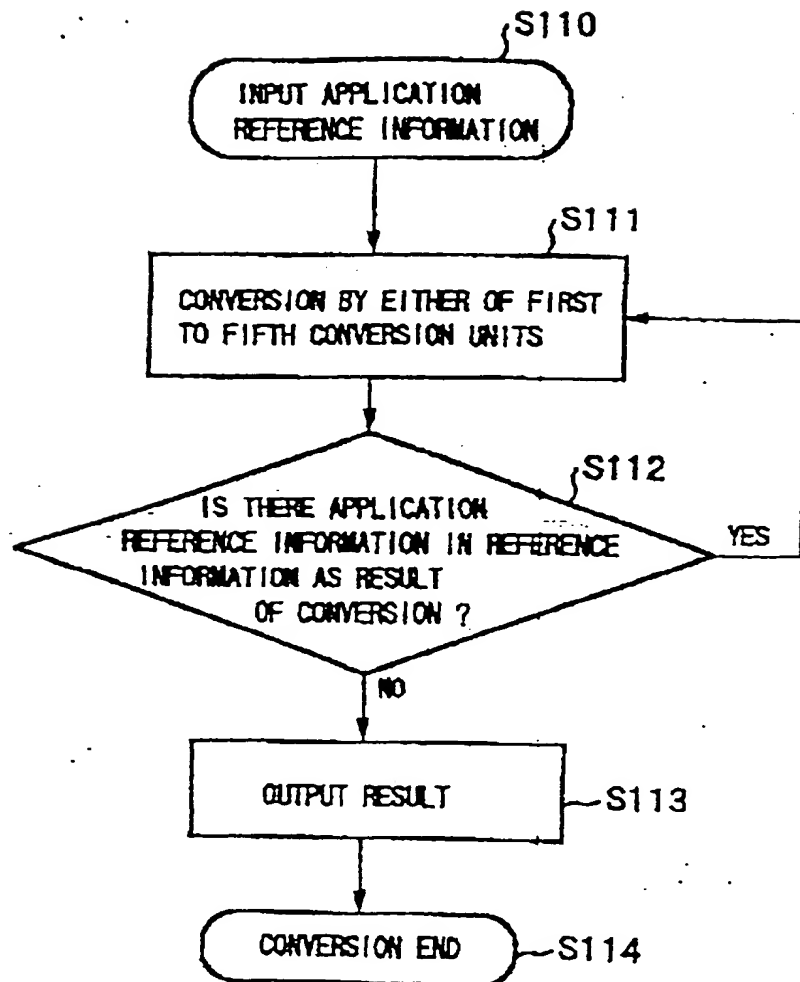 S110
INPUT APPLICATION
REFERENCE INFORMATION
S111
CONVERSION BY EITHER OF FIRST
TO FIFTH CONVERSION UNITS
S112
IS THERE APPLICATION
REFERENCE INFORMATION IN REFERENCE
INFORMATION AS RESULT
OF CONVERSION ?
YES
NO
OUTPUT RESULT
S113
CONVERSION END
S114